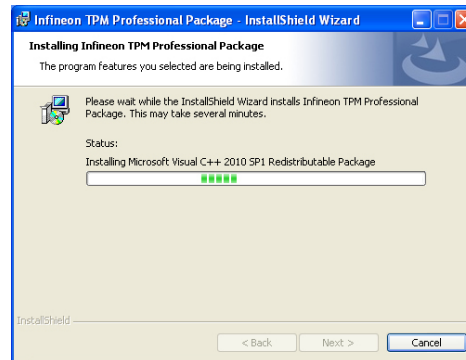 Infineon TPM Professional Package - InstallShield Wizard
Installing Infineon TPM Professional Package
The program features you selected are being installed.
Please wait while the InstallShield Wizard installs Infineon TPM Professional
Package. This may take several minutes.
Status:
Installing Microsoft Visual C++ 2010 SP1 Redistributable Package
InstallShield
< Back Next > Cancel